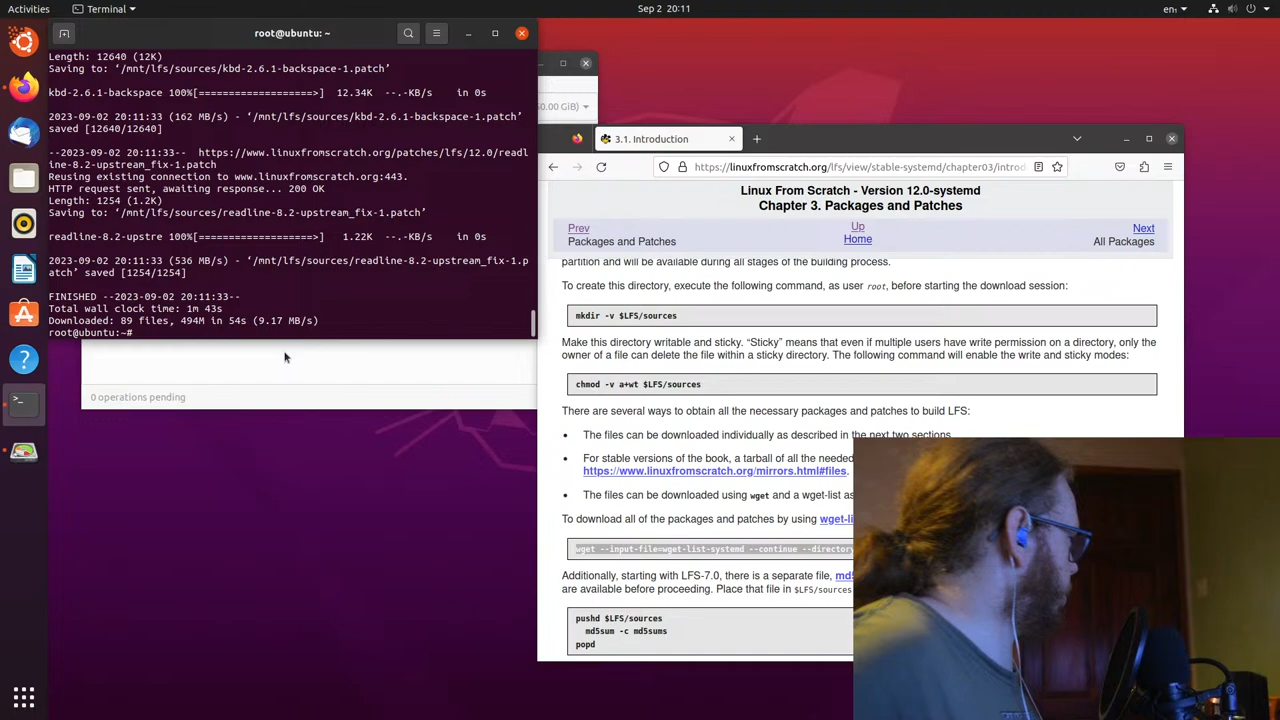 Activities
Terminal
Sep 2 20:11
en₁
root@ubuntu: ~
Length: 12640 (12K)
Saving to: ‘/mnt/lfs/sources/kbd-2.6.1-backspace-1.patch’
kbd-2.6.1-backspace 100%[===================>] 12.34K --.-KB/s in 0s
2023-09-02 20:11:33 (162 MB/s) - ‘/mnt/lfs/sources/kbd-2.6.1-backspace-1.patch’
saved [12640/12640]
--2023-09-02 20:11:33-- https://www.linuxfromscratch.org/patches/lfs/12.0/readl
ine-8.2-upstream_fix-1.patch
Reusing existing connection to www.linuxfromscratch.org:443.
HTTP request sent, awaiting response... 200 OK
Length: 1254 (1.2K)
Saving to: ‘/mnt/lfs/sources/readline-8.2-upstream_fix-1.patch’
readline-8.2-upstre 100%[===================>] 1.22K --.-KB/s in 0s
2023-09-02 20:11:33 (536 MB/s) - ‘/mnt/lfs/sources/readline-8.2-upstream_fix-1.p
atch’ saved [1254/1254]
FINISHED --2023-09-02 20:11:33--
Total wall clock time: 1m 43s
Downloaded: 89 files, 494M in 54s (9.17 MB/s)
root@ubuntu:~#
0.00 GiB)
0 operations pending
3.1. Introduction
https://linuxfromscratch.org/lfs/view/stable-systemd/chapter03/introd
Linux From Scratch - Version 12.0-systemd
Chapter 3. Packages and Patches
Prev
Packages and Patches
Up
Home
Next
All Packages
partition and will be available during all stages of the building process.
To create this directory, execute the following command, as user root, before starting the download session:
mkdir -v $LFS/sources
Make this directory writable and sticky. “Sticky” means that even if multiple users have write permission on a directory, only the
owner of a file can delete the file within a sticky directory. The following command will enable the write and sticky modes:
chmod -v a+wt $LFS/sources
There are several ways to obtain all the necessary packages and patches to build LFS:
• The files can be downloaded individually as described in the next two sections.
• For stable versions of the book, a tarball of all the needed
https://www.linuxfromscratch.org/mirrors.html#files.
• The files can be downloaded using wget and a wget-list as
To download all of the packages and patches by using wget-li
wget --input-file=wget-list-systemd --continue --directory
Additionally, starting with LFS-7.0, there is a separate file, md5
are available before proceeding. Place that file in $LFS/sources
pushd $LFS/sources
md5sum -c md5sums
popd